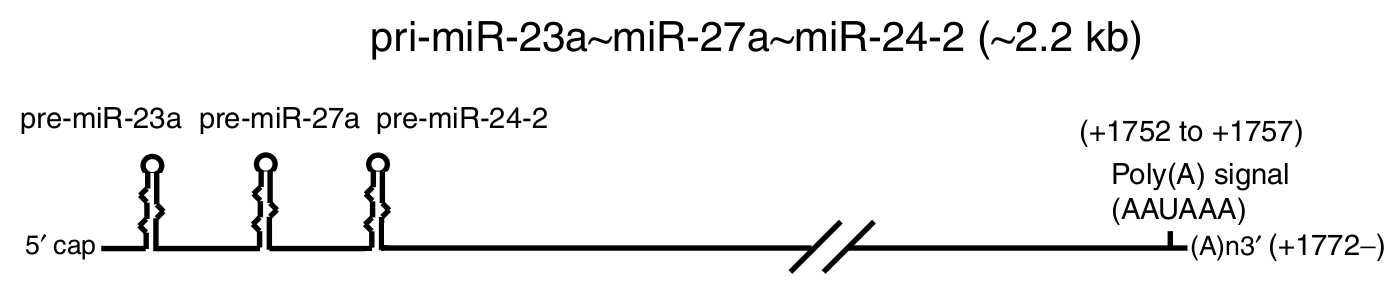 pri-miR-23a~miR-27a~miR-24-2 (~2.2 kb)
pre-miR-23a pre-miR-27a pre-miR-24-2
(+1752 to +1757)
Poly(A) signal
(AAUAAA)
5′ cap
(A)n3′ (+1772–)